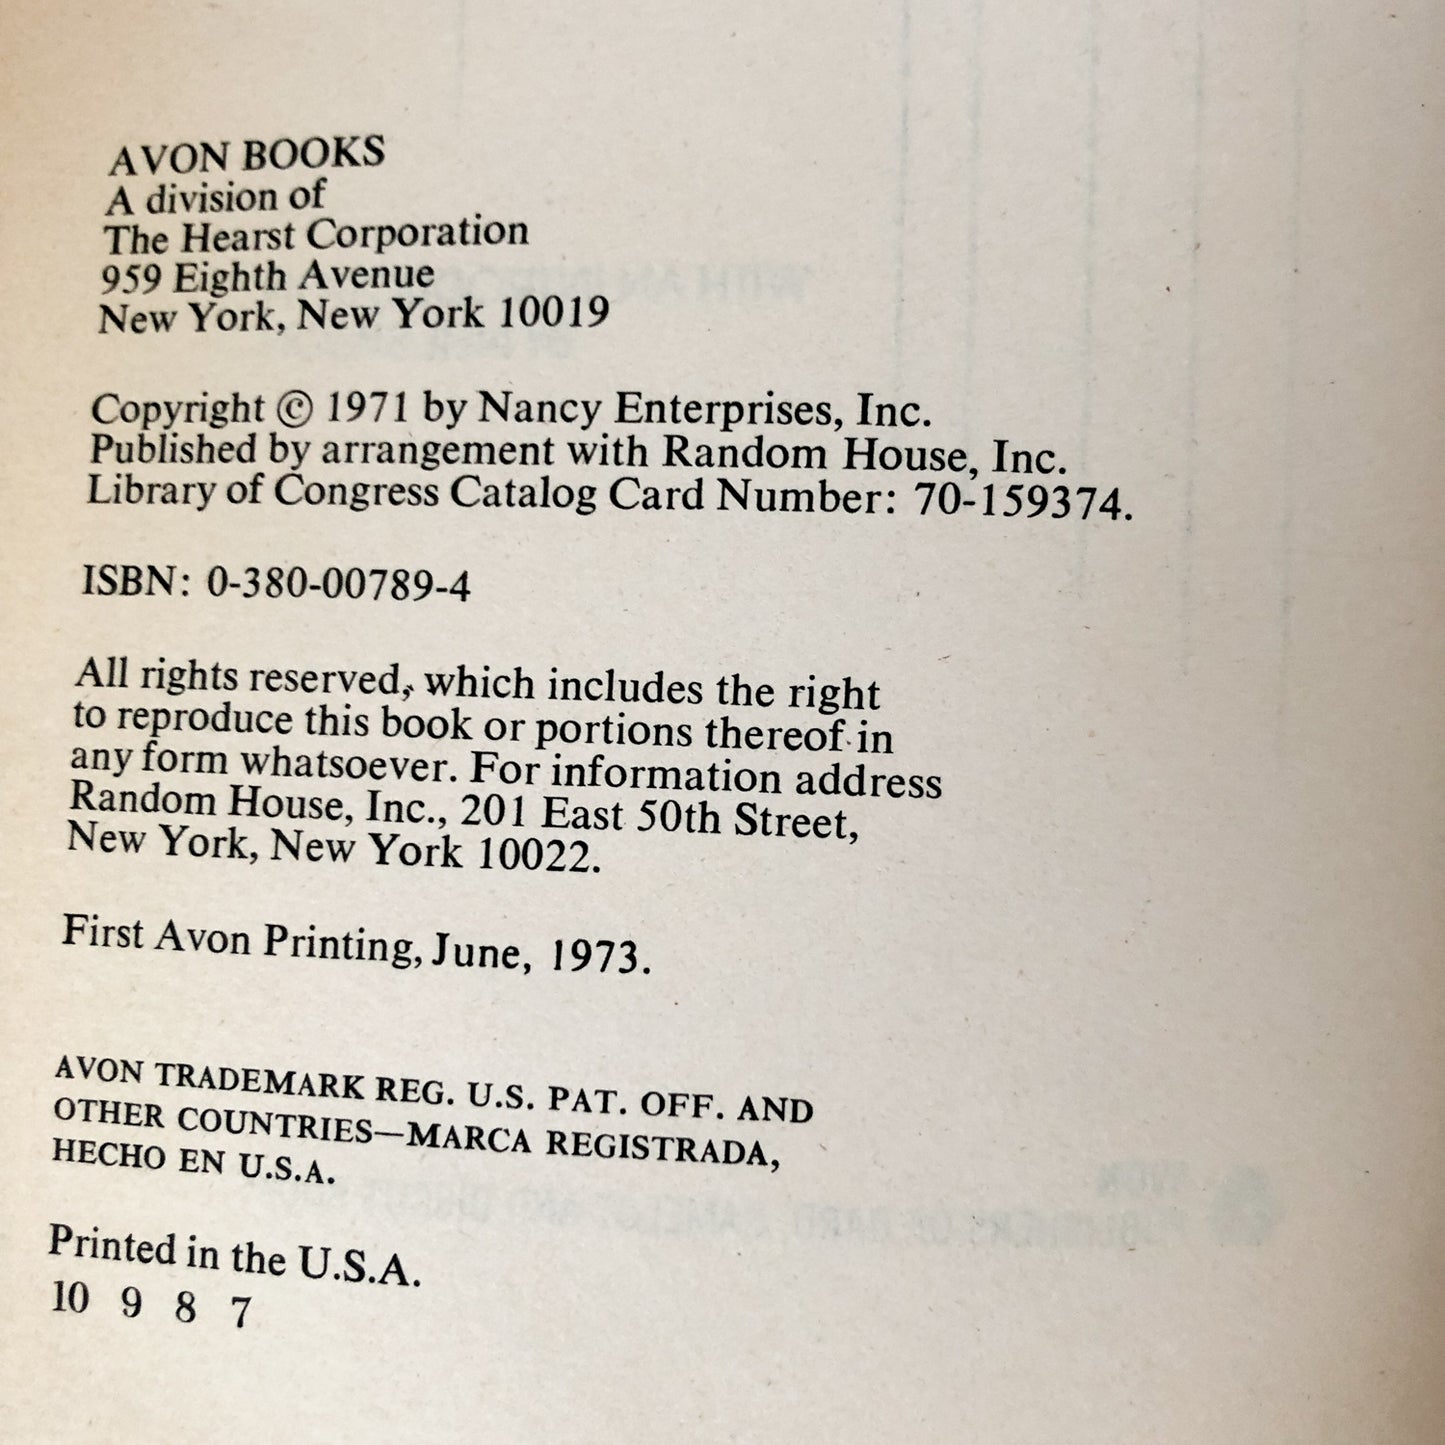 AVON BOOKS
A division of
The Hearst Corporation
959 Eighth Avenue
New York, New York 10019
Copyright © 1971 by Nancy Enterprises, Inc.
Published by arrangement with Random House, Inc.
Library of Congress Catalog Card Number: 70-159374.
ISBN: 0-380-00789-4
All rights reserved, which includes the right
to reproduce this book or portions thereof in
any form whatsoever. For information address
Random House, Inc., 201 East 50th Street,
New York, New York 10022.
First Avon Printing, June, 1973.
AVON TRADEMARK REG. U.S. PAT. OFF. AND
OTHER COUNTRIES—MARCA REGISTRADA,
HECHO EN U.S.A.
Printed in the U.S.A.
10 9 8 7